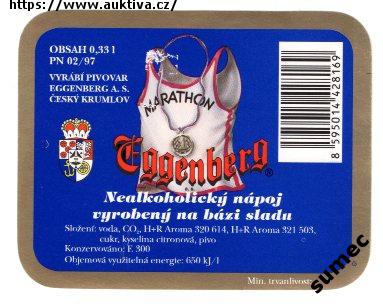 https://www.auktiva.cz/
OBSAH 0,33 l
PN 02/97
VYRÁBÍ PIVOVAR
EGGENBERG A. S.
ČESKÝ KRUMLOV
MARATHON
Eggenberg ®
8 595014 428169
Nealkoholický nápoj
vyrobený na bázi sladu
Složení: voda, CO₂, H+R Aroma 320 614, H+R Aroma 321 503,
cukr, kyselina citronová, pivo
Konzervováno: E 300
Objemová využitelná energie: 650 kJ/l
Min. trvanlivost:
sumec